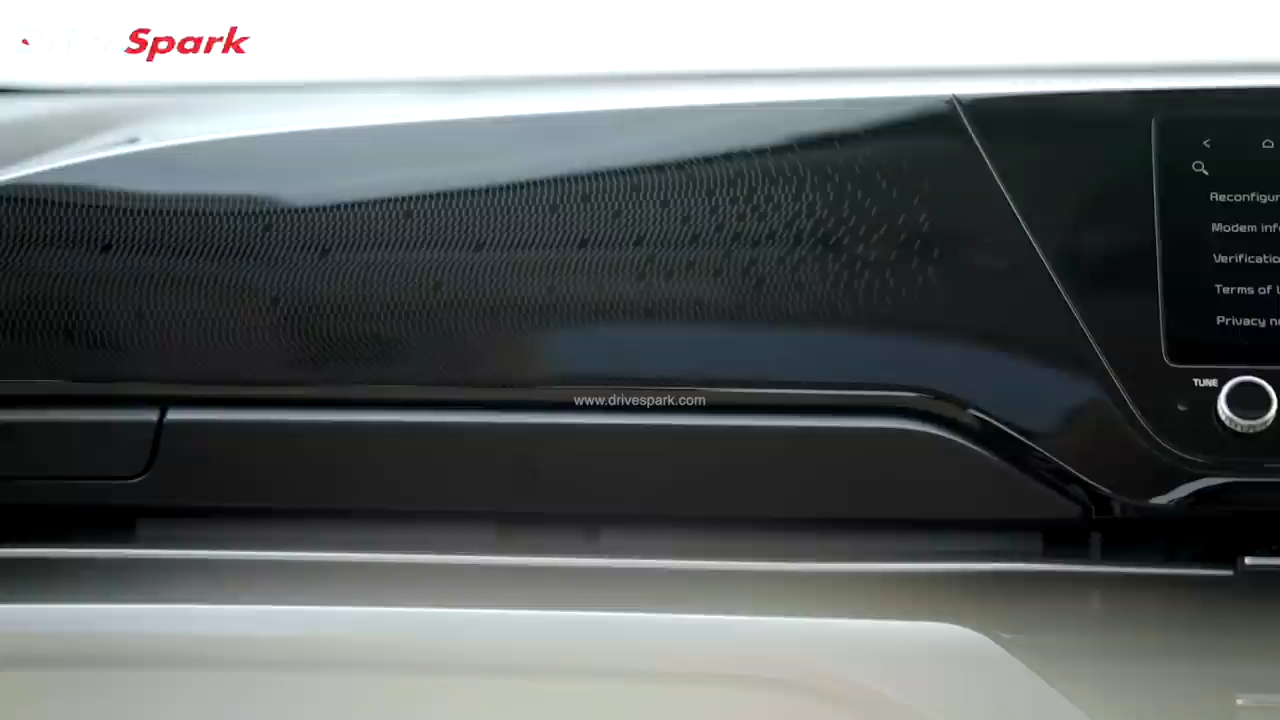 Spark
Reconfigur
Modem inf
Verificatio
Terms of
Privacy n
TUNE
www.drivespark.com